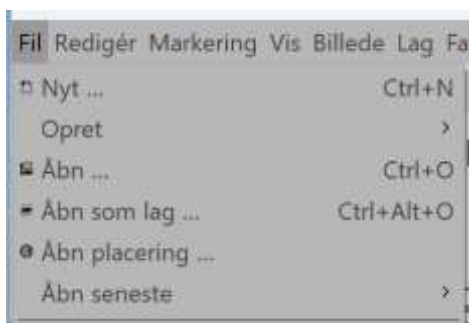 Fil Redigér Markering Vis Billede Lag Fa
Nyt ... Ctrl+N
Opret >
Åbn ... Ctrl+O
Åbn som lag ... Ctrl+Alt+O
Åbn placering ...
Åbn seneste >